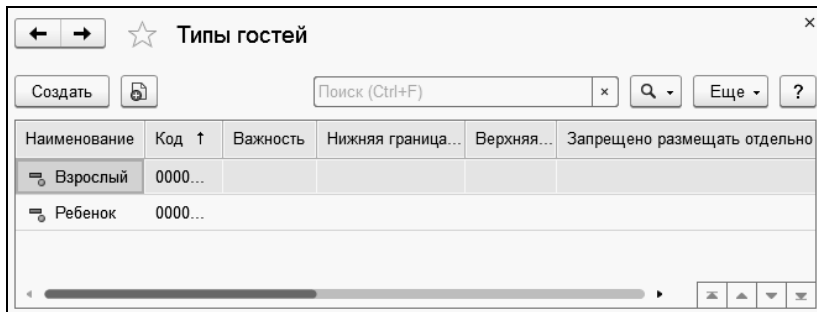 Типы гостей
Создать Поиск (Ctrl+F) × Еще ?
Наименование Код ↑ Важность Нижняя граница... Верхняя... Запрещено размещать отдельно
Взрослый 0000...
Ребенок 0000...